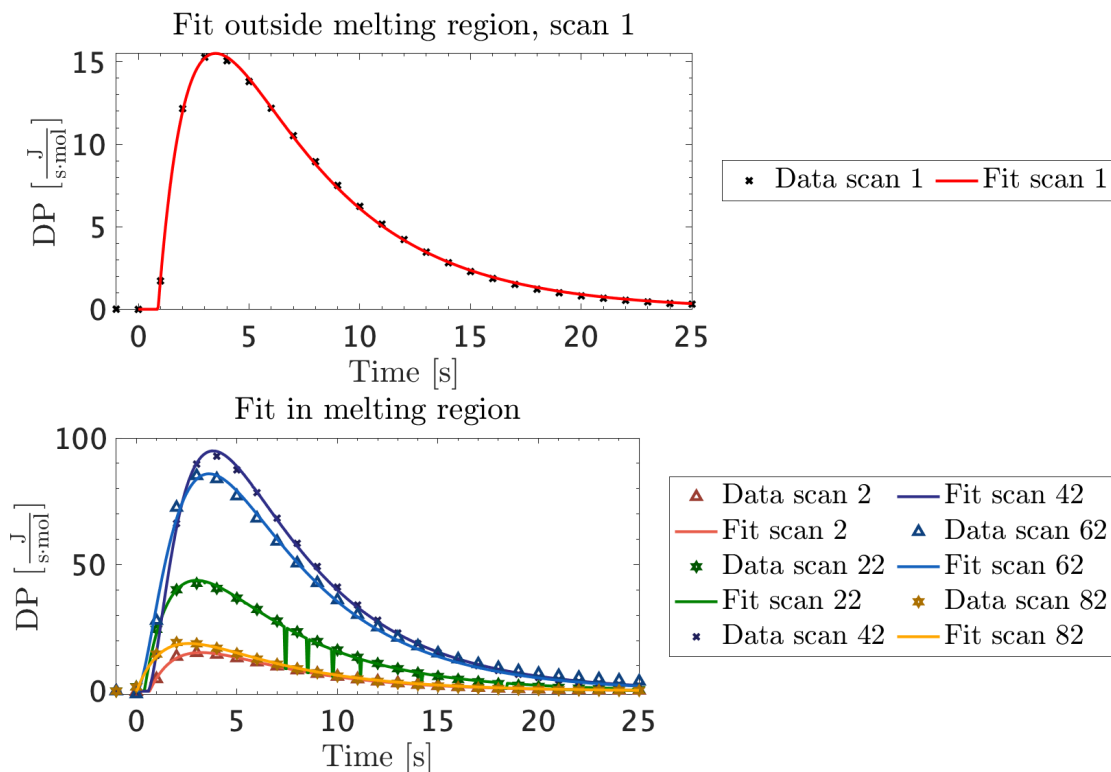 Fit outside melting region, scan 1
DP [J/s·mol]
15
10
5
0
0 5 10 15 20 25
Time [s]
Data scan 1 Fit scan 1
Fit in melting region
DP [J/s·mol]
100
50
0
0 5 10 15 20 25
Time [s]
Data scan 2 Fit scan 42
Fit scan 2 Data scan 62
Data scan 22 Fit scan 62
Fit scan 22 Data scan 82
Data scan 42 Fit scan 82